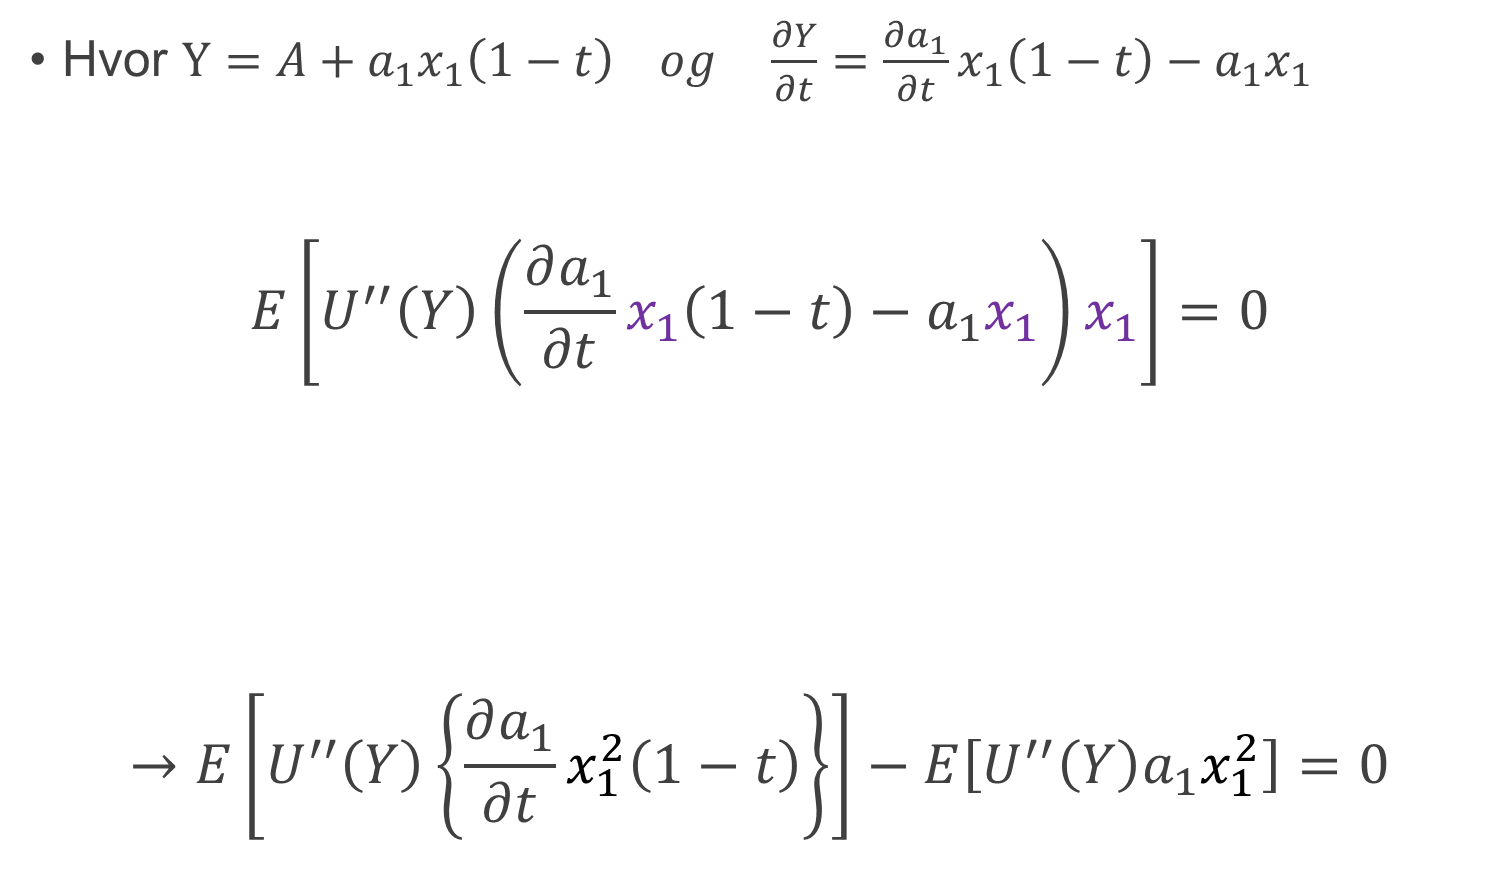 • Hvor Y = A + a₁x₁(1 − t) og ∂Y/∂t = ∂a₁/∂t x₁(1 − t) − a₁x₁
E[U′′(Y)(∂a₁/∂t x₁(1 − t) − a₁x₁)x₁] = 0
→ E[U′′(Y){∂a₁/∂t x₁²(1 − t)}] − E[U′′(Y)a₁x₁²] = 0